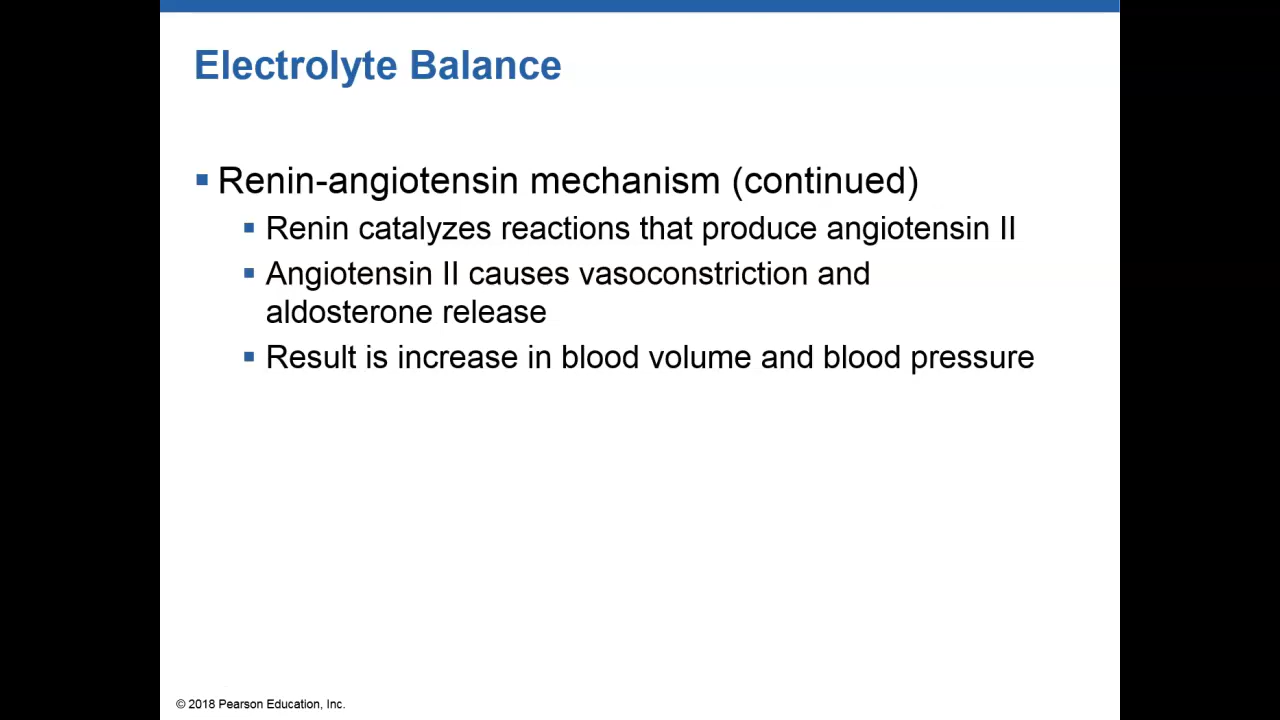 Electrolyte Balance
▪ Renin-angiotensin mechanism (continued)
▪ Renin catalyzes reactions that produce angiotensin II
▪ Angiotensin II causes vasoconstriction and
aldosterone release
▪ Result is increase in blood volume and blood pressure
© 2018 Pearson Education, Inc.